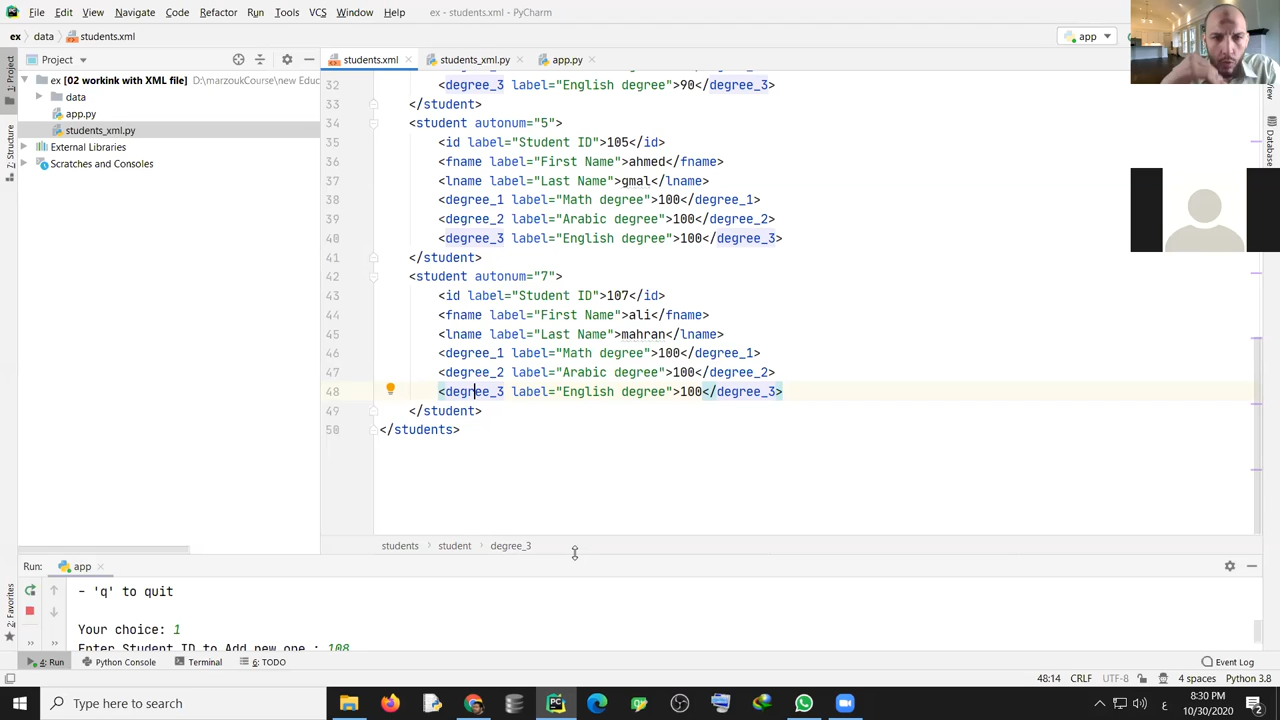 File Edit View Navigate Code Refactor Run Tools VCS Window Help ex - students.xml - PyCharm
ex data students.xml app
1: Project
Project
students.xml students_xml.py app.py
ex [02 workink with XML file] D:\marzoukCourse\new Educ
data
app.py
students_xml.py
External Libraries
Scratches and Consoles
7: Structure
2: Favorites
Database
32 <degree_3 label="English degree">90</degree_3>
33 </student>
34 <student autonum="5">
35 <id label="Student ID">105</id>
36 <fname label="First Name">ahmed</fname>
37 <lname label="Last Name">gmal</lname>
38 <degree_1 label="Math degree">100</degree_1>
39 <degree_2 label="Arabic degree">100</degree_2>
40 <degree_3 label="English degree">100</degree_3>
41 </student>
42 <student autonum="7">
43 <id label="Student ID">107</id>
44 <fname label="First Name">ali</fname>
45 <lname label="Last Name">mahran</lname>
46 <degree_1 label="Math degree">100</degree_1>
47 <degree_2 label="Arabic degree">100</degree_2>
48 <degree_3 label="English degree">100</degree_3>
49 </student>
50 </students>
students › student › degree_3
Run: app
- 'q' to quit
Your choice: 1
Enter Student ID to Add new one : 108
4: Run Python Console Terminal 6: TODO Event Log
48:14 CRLF UTF-8 4 spaces Python 3.8
Type here to search
ع
8:30 PM
10/30/2020
2